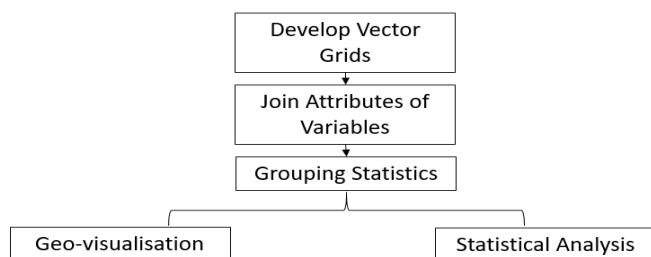 Develop Vector
Grids
Join Attributes of
Variables
Grouping Statistics
Geo-visualisation
Statistical Analysis